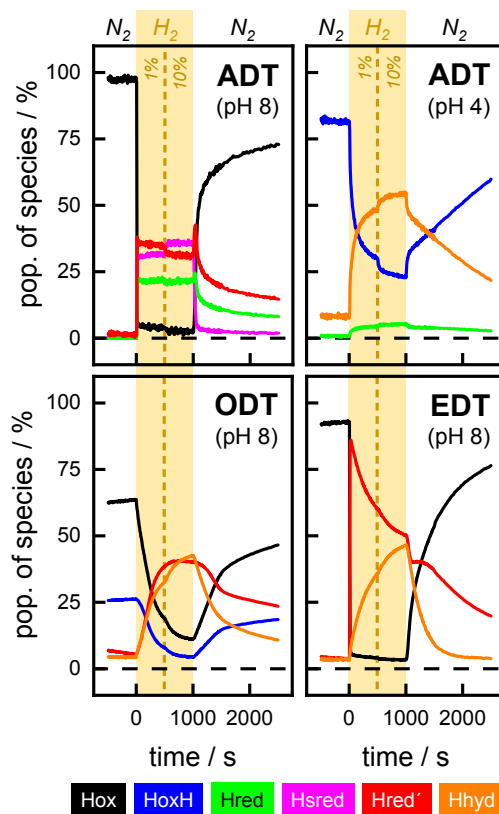 N2 H2 N2 N2 H2 N2
100 1% 10% ADT 1% 10% ADT
(pH 8) (pH 4)
75
50
25
0
pop. of species / %
100 ODT EDT
(pH 8) (pH 8)
75
50
25
0
pop. of species / %
0 1000 2000 0 1000 2000
time / s time / s
Hox HoxH Hred Hsred Hred´ Hhyd